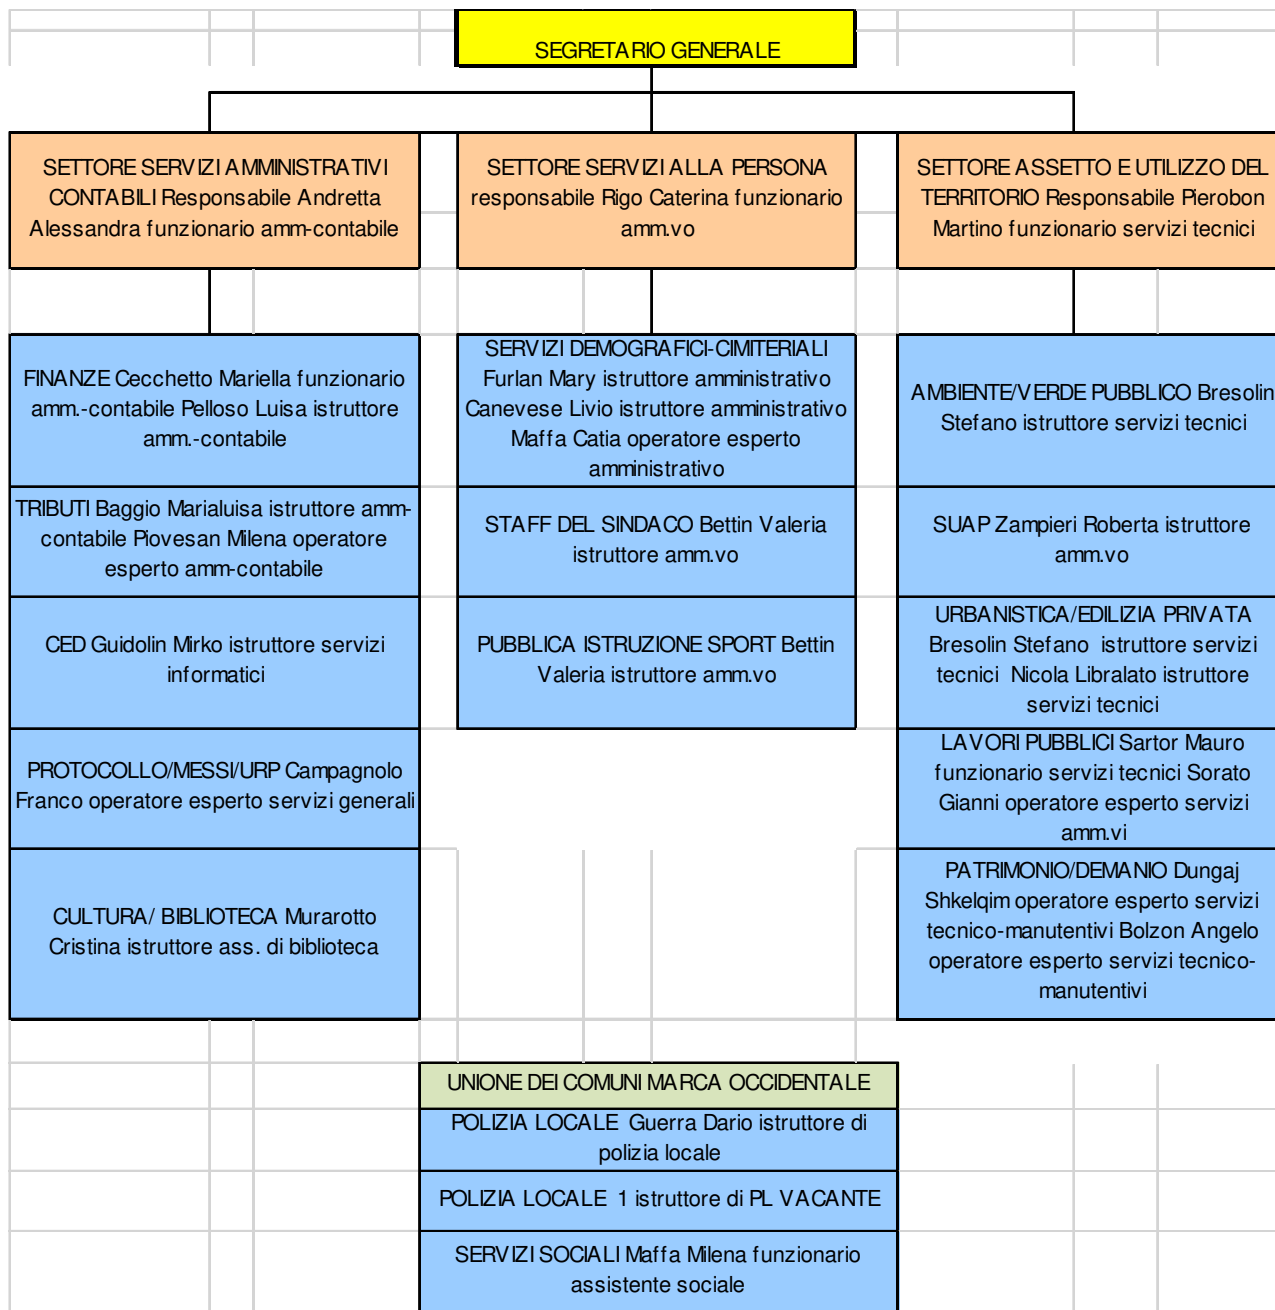 SEGRETARIO GENERALE
SETTORE SERVIZI AMMINISTRATIVI
CONTABILI Responsabile Andretta
Alessandra funzionario amm-contabile
SETTORE SERVIZI ALLA PERSONA
responsabile Rigo Caterina funzionario
amm.vo
SETTORE ASSETTO E UTILIZZO DEL
TERRITORIO Responsabile Pierobon
Martino funzionario servizi tecnici
FINANZE Cecchetto Mariella funzionario
amm.-contabile Pelloso Luisa istruttore
amm.-contabile
TRIBUTI Baggio Marialuisa istruttore amm-
contabile Piovesan Milena operatore
esperto amm-contabile
CED Guidolin Mirko istruttore servizi
informatici
PROTOCOLLO/MESSI/URP Campagnolo
Franco operatore esperto servizi generali
CULTURA/ BIBLIOTECA Murarotto
Cristina istruttore ass. di biblioteca
SERVIZI DEMOGRAFICI-CIMITERIALI
Furlan Mary istruttore amministrativo
Canevese Livio istruttore amministrativo
Maffa Catia operatore esperto
amministrativo
STAFF DEL SINDACO Bettin Valeria
istruttore amm.vo
PUBBLICA ISTRUZIONE SPORT Bettin
Valeria istruttore amm.vo
AMBIENTE/VERDE PUBBLICO Bresolin
Stefano istruttore servizi tecnici
SUAP Zampieri Roberta istruttore
amm.vo
URBANISTICA/EDILIZIA PRIVATA
Bresolin Stefano  istruttore servizi
tecnici  Nicola Libralato istruttore
servizi tecnici
LAVORI PUBBLICI Sartor Mauro
funzionario servizi tecnici Sorato
Gianni operatore esperto servizi
amm.vi
PATRIMONIO/DEMANIO Dungaj
Shkelqim operatore esperto servizi
tecnico-manutentivi Bolzon Angelo
operatore esperto servizi tecnico-
manutentivi
UNIONE DEI COMUNI MARCA OCCIDENTALE
POLIZIA LOCALE  Guerra Dario istruttore di
polizia locale
POLIZIA LOCALE  1 istruttore di PL VACANTE
SERVIZI SOCIALI Maffa Milena funzionario
assistente sociale